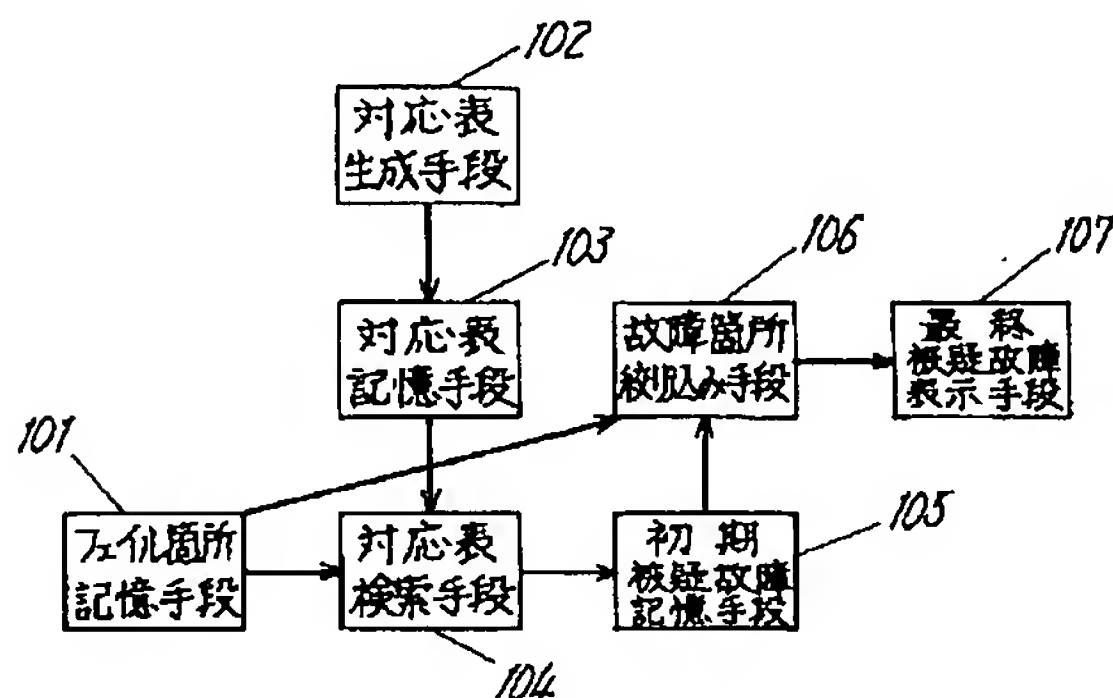 102
対応表
生成手段
103
対応表
記憶手段
106
故障箇所
絞り込み手段
107
最終
被疑故障
表示手段
101
フェイル箇所
記憶手段
104
対応表
検索手段
105
初期
被疑故障
記憶手段